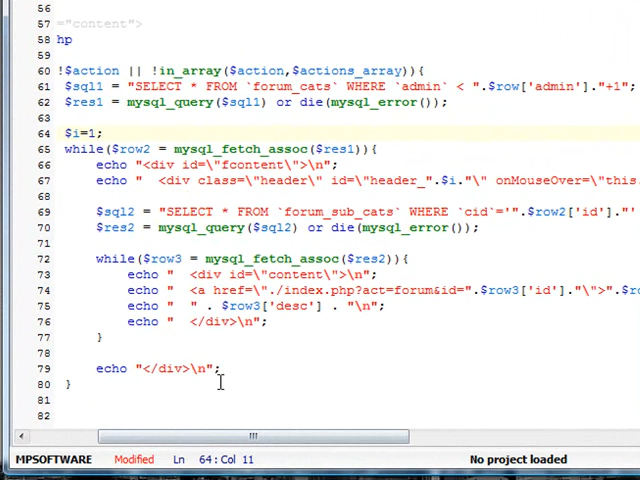 56
57 ="content">
58 hp
59
60 !$action || !in_array($action,$actions_array)){
61 $sql1 = "SELECT * FROM `forum_cats` WHERE `admin` < ".$row['admin']."+1";
62 $res1 = mysql_query($sql1) or die(mysql_error());
63
64 $i=1;
65 while($row2 = mysql_fetch_assoc($res1)){
66 echo "<div id=\"fcontent\">\n";
67 echo "  <div class=\"header\" id=\"header_".$i."\" onMouseOver=\"this.
68
69 $sql2 = "SELECT * FROM `forum_sub_cats` WHERE `cid`='".$row2['id']."'
70 $res2 = mysql_query($sql2) or die(mysql_error());
71
72 while($row3 = mysql_fetch_assoc($res2)){
73 echo "  <div id=\"content\">\n";
74 echo "  <a href=\"./index.php?act=forum&id=".$row3['id']."\">".$ro
75 echo "  " . $row3['desc'] . "\n";
76 echo "  </div>\n";
77 }
78
79 echo "</div>\n";
80 }
81
82
MPSOFTWARE Modified Ln 64 : Col 11 No project loaded